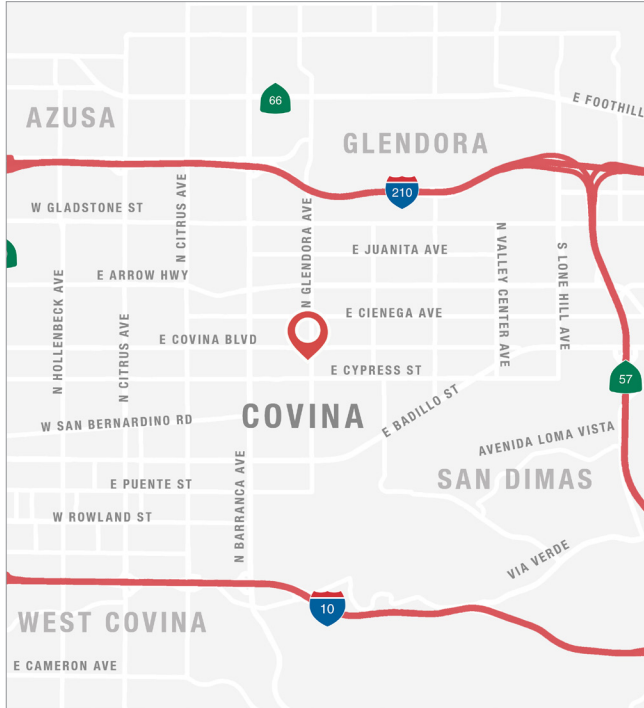 66
E FOOTHILL
AZUSA
GLENDORA
210
W GLADSTONE ST
N CITRUS AVE
N GLENDORA AVE
E JUANITA AVE
N VALLEY CENTER AVE
S LONE HILL AVE
E ARROW HWY
N HOLLENBECK AVE
E CIENEGA AVE
N CITRUS AVE
E COVINA BLVD
E CYPRESS ST
57
E BADILLO ST
COVINA
W SAN BERNARDINO RD
AVENIDA LOMA VISTA
SAN DIMAS
E PUENTE ST
N BARRANCA AVE
W ROWLAND ST
VIA VERDE
10
WEST COVINA
E CAMERON AVE